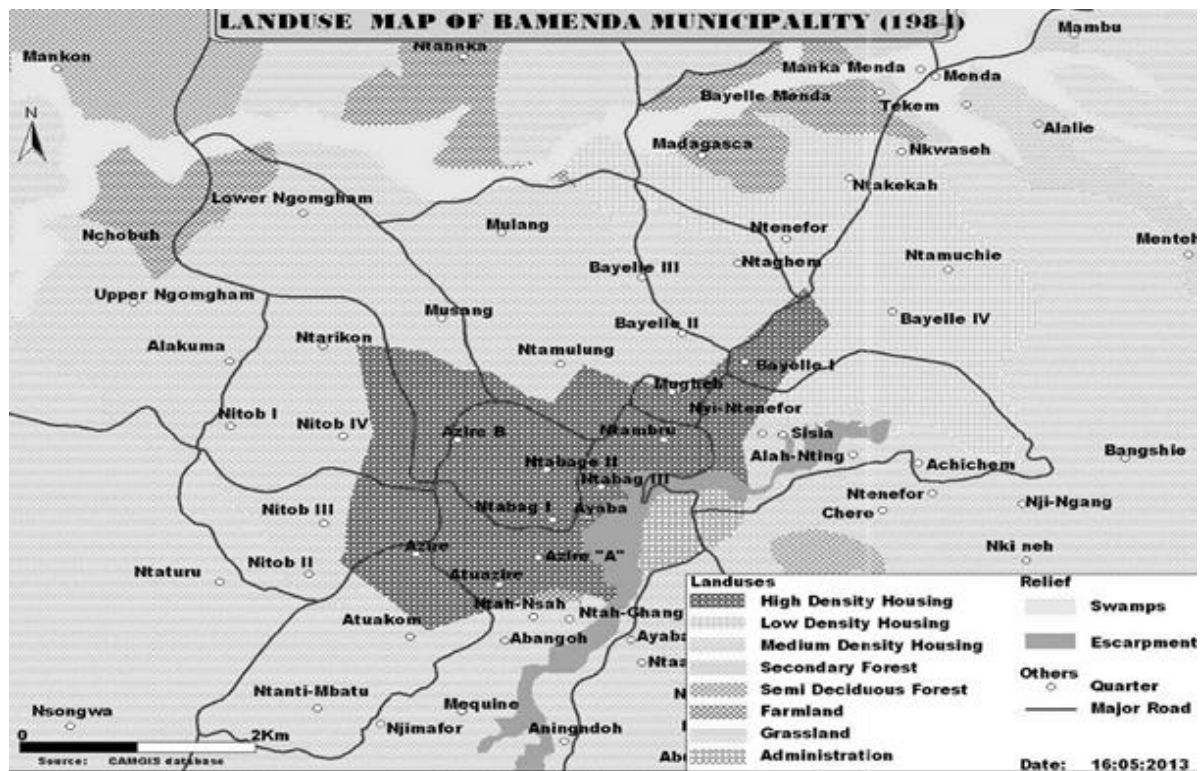 LANDUSE MAP OF BAMENDA MUNICIPALITY (1984)
Mambu
Ntahnka
Mankon
Manka Menda
Menda
Bayelle Menda
Tekem
N
Alalie
Madagasca
Nkwaseh
Ntakekah
Lower Ngomgham
Mulang
Ntenefor
Nchobuh
Menteh
Ntaghem
Ntamuchie
Bayelle III
Upper Ngomgham
Musang
Bayelle II
Bayelle IV
Ntarikon
Alakuma
Ntamulung
Bayelle I
Mugheb
Nyi-Ntenefor
Nitob I
Nitob IV
Azire B
Ntambru
Sisia
Alah-Nting
Bangshie
Ntabage II
Achichem
Ntabag III
Ntenefor
Nji-Ngang
Ntabag I
Ayaba
Chere
Nitob III
Azire
Azire "A"
Nitob II
Nki neh
Ntaturu
Atuazire
Ntah-Nsah
Ntah-Ghang
Atuakom
Abangoh
Ayaba
Ntaa
Ntanti-Mbatu
Mequine
N
Nsongwa
Njimafor
Aningndoh
Abu
0 2Km
Source: CAMGIS database
Landuses
High Density Housing
Low Density Housing
Medium Density Housing
Secondary Forest
Semi Deciduous Forest
Farmland
Grassland
Administration
Relief
Swamps
Escarpment
Others
Quarter
Major Road
Date: 16:05:2013